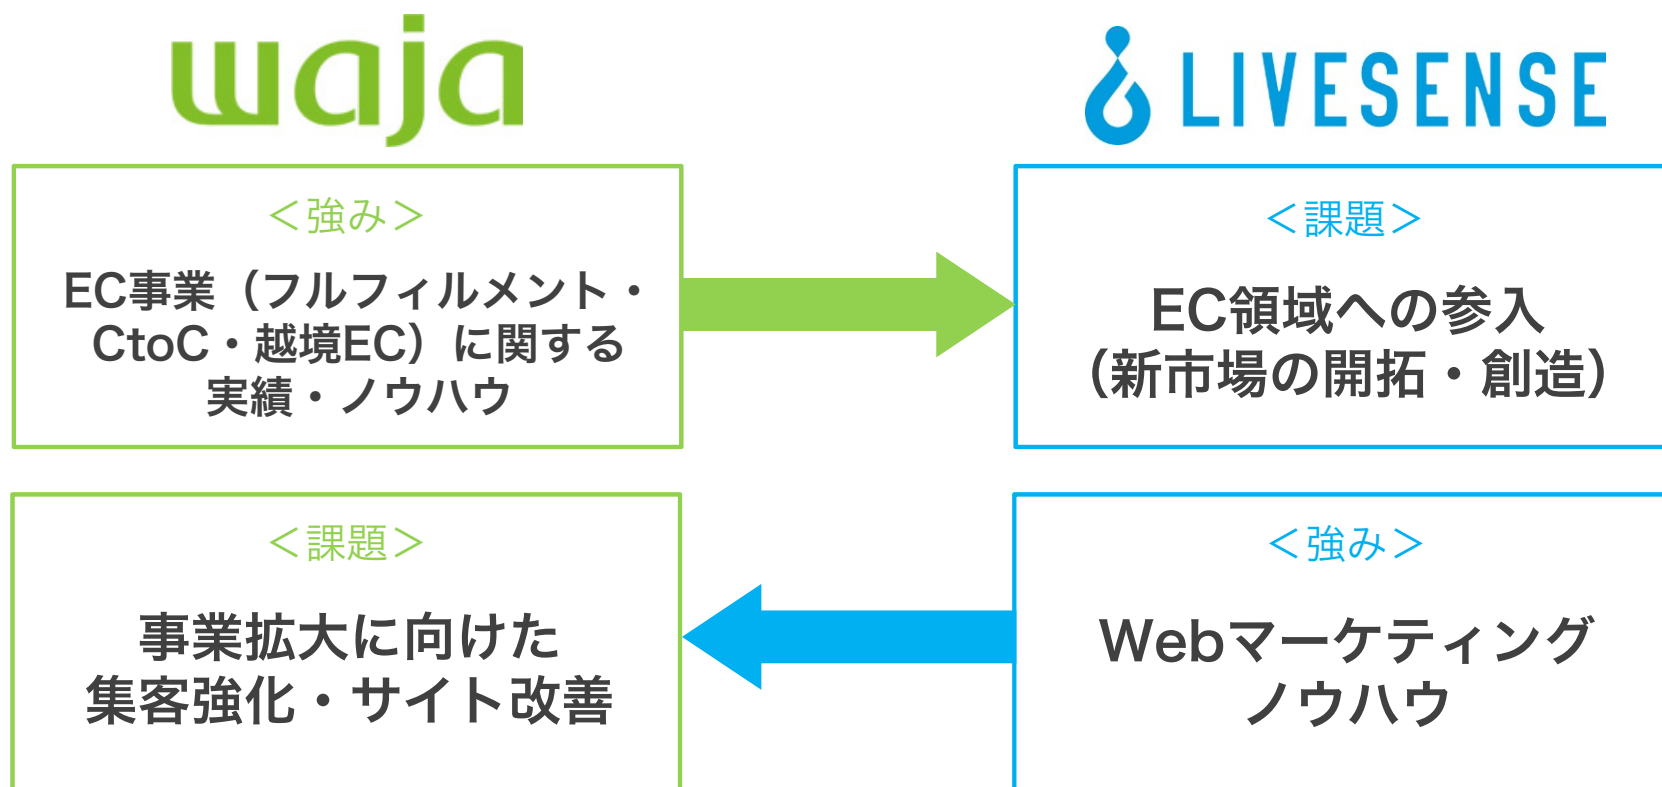 waja
LIVESENSE
＜強み＞
EC事業（フルフィルメント・
CtoC・越境EC）に関する
実績・ノウハウ
＜課題＞
EC領域への参入
（新市場の開拓・創造）
＜課題＞
事業拡大に向けた
集客強化・サイト改善
＜強み＞
Webマーケティング
ノウハウ